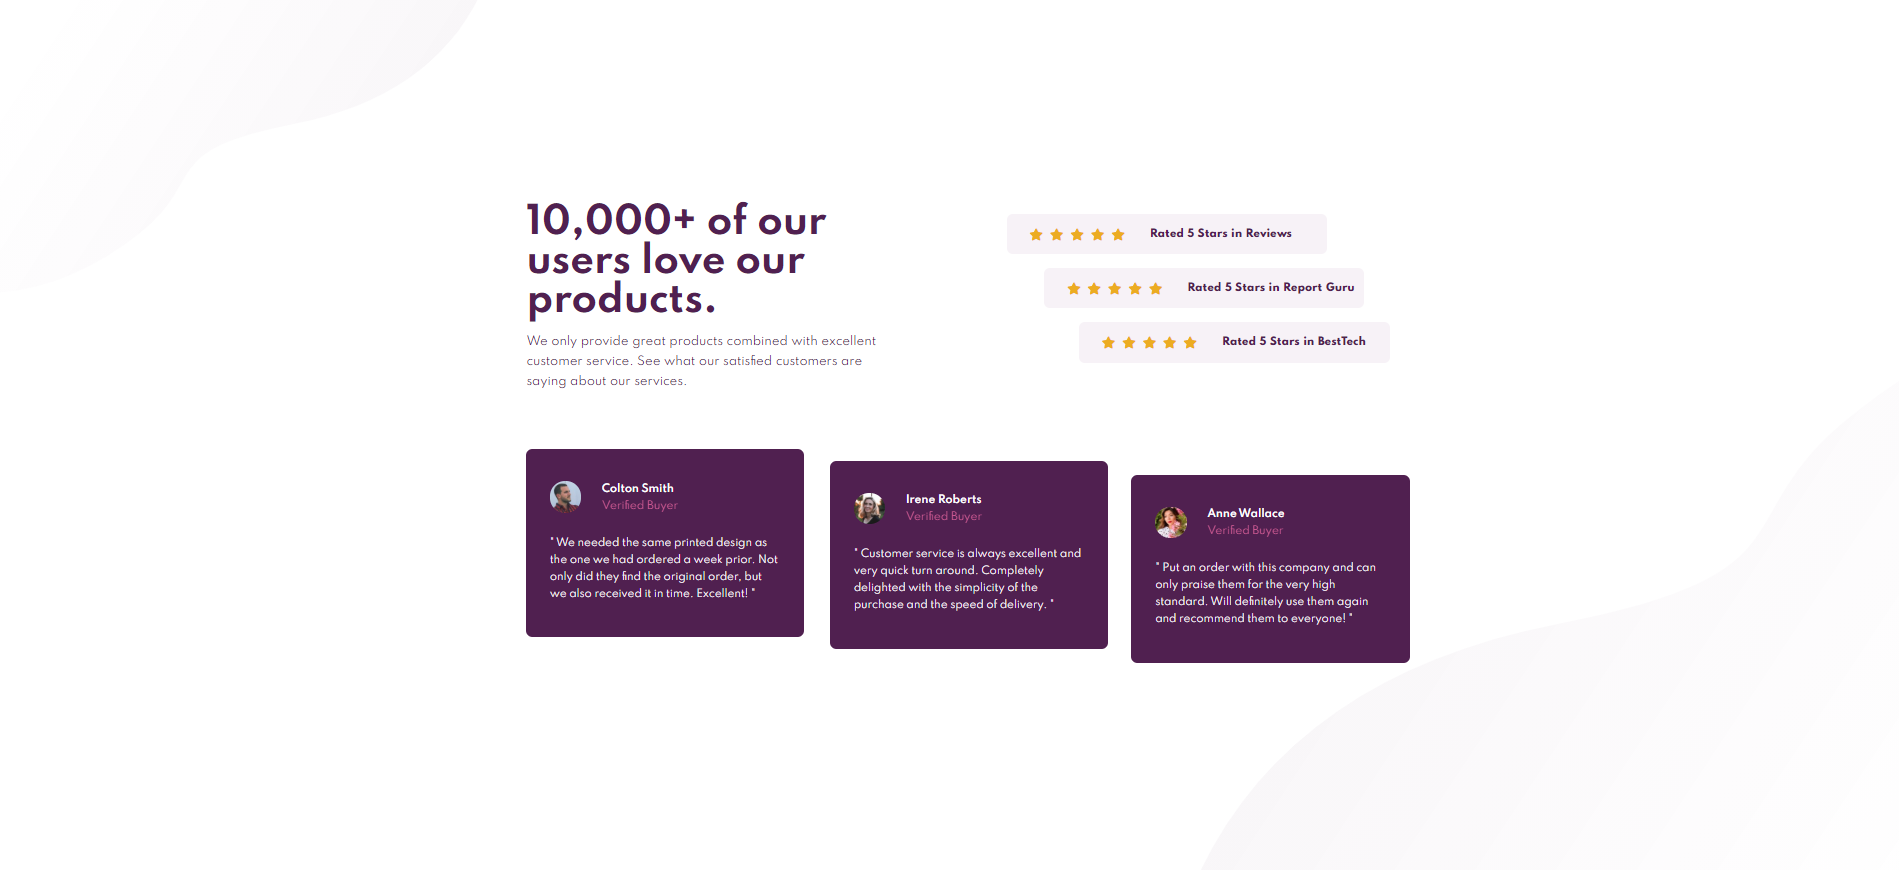 10,000+ of our
users love our
products.
We only provide great products combined with excellent
customer service. See what our satisfied customers are
saying about our services.
Rated 5 Stars in Reviews
Rated 5 Stars in Report Guru
Rated 5 Stars in BestTech
Colton Smith
Verified Buyer
" We needed the same printed design as
the one we had ordered a week prior. Not
only did they find the original order, but
we also received it in time. Excellent! "
Irene Roberts
Verified Buyer
" Customer service is always excellent and
very quick turn around. Completely
delighted with the simplicity of the
purchase and the speed of delivery. "
Anne Wallace
Verified Buyer
" Put an order with this company and can
only praise them for the very high
standard. Will definitely use them again
and recommend them to everyone! "